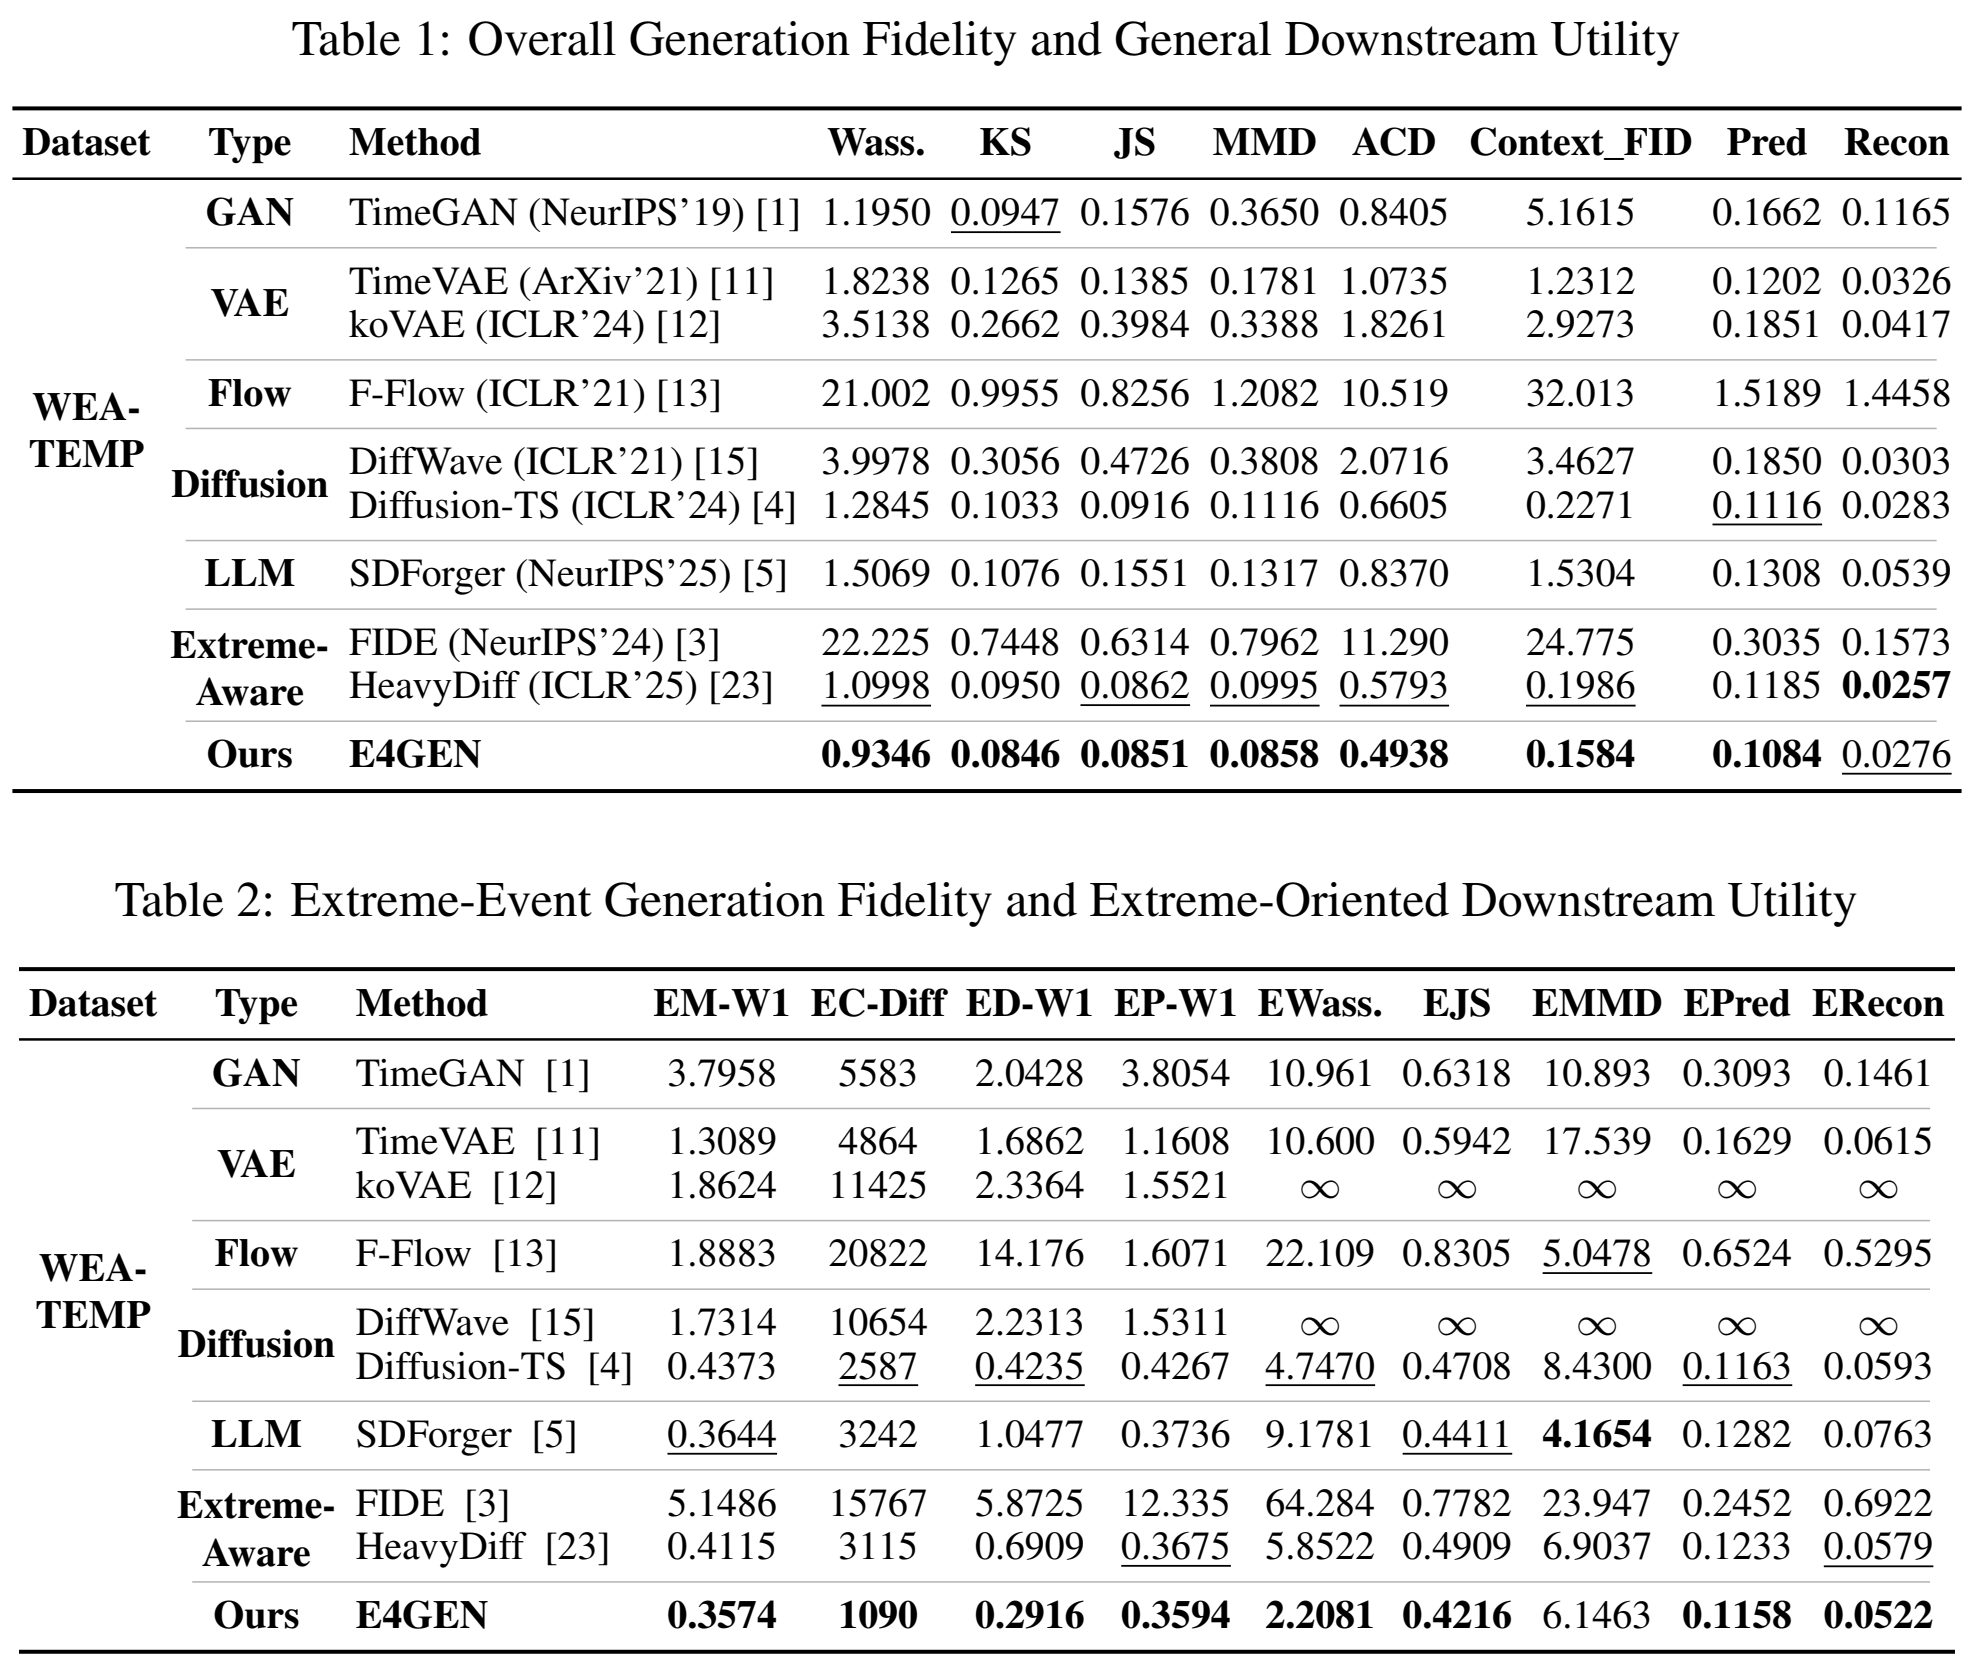 Table 1: Overall Generation Fidelity and General Downstream Utility
Dataset Type Method Wass. KS JS MMD ACD Context_FID Pred Recon
GAN TimeGAN (NeurIPS’19) [1] 1.1950 0.0947 0.1576 0.3650 0.8405 5.1615 0.1662 0.1165
VAE
TimeVAE (ArXiv’21) [11] 1.8238 0.1265 0.1385 0.1781 1.0735 1.2312 0.1202 0.0326
koVAE (ICLR’24) [12] 3.5138 0.2662 0.3984 0.3388 1.8261 2.9273 0.1851 0.0417
WEA-
TEMP
Flow F-Flow (ICLR’21) [13] 21.002 0.9955 0.8256 1.2082 10.519 32.013 1.5189 1.4458
Diffusion
DiffWave (ICLR’21) [15] 3.9978 0.3056 0.4726 0.3808 2.0716 3.4627 0.1850 0.0303
Diffusion-TS (ICLR’24) [4] 1.2845 0.1033 0.0916 0.1116 0.6605 0.2271 0.1116 0.0283
LLM SDForger (NeurIPS’25) [5] 1.5069 0.1076 0.1551 0.1317 0.8370 1.5304 0.1308 0.0539
Extreme-
Aware
FIDE (NeurIPS’24) [3] 22.225 0.7448 0.6314 0.7962 11.290 24.775 0.3035 0.1573
HeavyDiff (ICLR’25) [23] 1.0998 0.0950 0.0862 0.0995 0.5793 0.1986 0.1185 0.0257
Ours E4GEN 0.9346 0.0846 0.0851 0.0858 0.4938 0.1584 0.1084 0.0276
Table 2: Extreme-Event Generation Fidelity and Extreme-Oriented Downstream Utility
Dataset Type Method EM-W1 EC-Diff ED-W1 EP-W1 EWass. EJS EMMD EPred ERecon
GAN TimeGAN [1] 3.7958 5583 2.0428 3.8054 10.961 0.6318 10.893 0.3093 0.1461
VAE
TimeVAE [11] 1.3089 4864 1.6862 1.1608 10.600 0.5942 17.539 0.1629 0.0615
koVAE [12] 1.8624 11425 2.3364 1.5521 ∞ ∞ ∞ ∞ ∞
WEA-
TEMP
Flow F-Flow [13] 1.8883 20822 14.176 1.6071 22.109 0.8305 5.0478 0.6524 0.5295
Diffusion
DiffWave [15] 1.7314 10654 2.2313 1.5311 ∞ ∞ ∞ ∞ ∞
Diffusion-TS [4] 0.4373 2587 0.4235 0.4267 4.7470 0.4708 8.4300 0.1163 0.0593
LLM SDForger [5] 0.3644 3242 1.0477 0.3736 9.1781 0.4411 4.1654 0.1282 0.0763
Extreme-
Aware
FIDE [3] 5.1486 15767 5.8725 12.335 64.284 0.7782 23.947 0.2452 0.6922
HeavyDiff [23] 0.4115 3115 0.6909 0.3675 5.8522 0.4909 6.9037 0.1233 0.0579
Ours E4GEN 0.3574 1090 0.2916 0.3594 2.2081 0.4216 6.1463 0.1158 0.0522